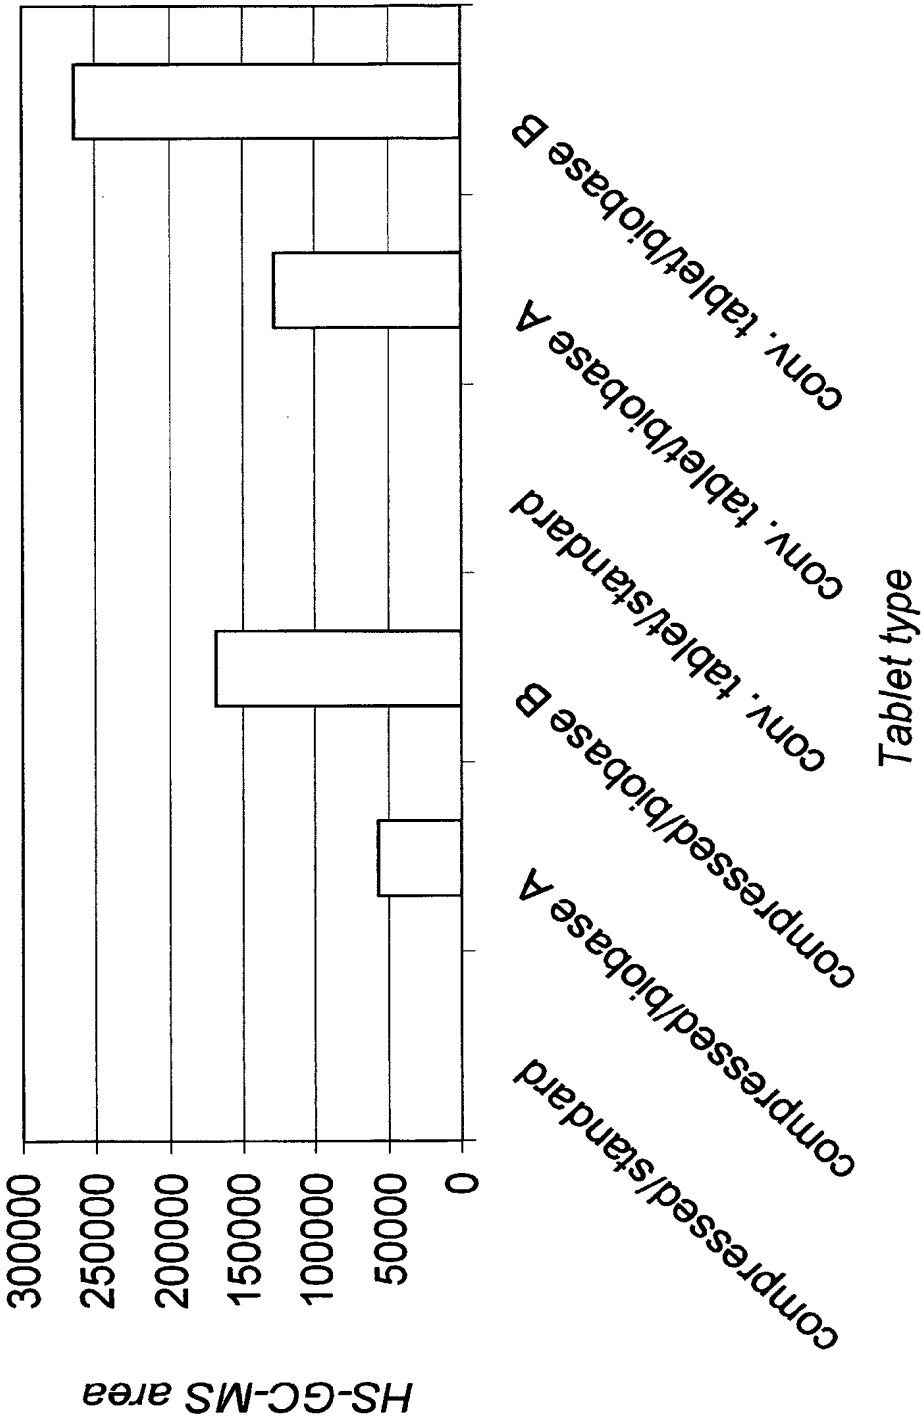 HS-GC-MS area
300000
250000
200000
150000
100000
50000
0
compressed/standard
compressed/biobase A
compressed/biobase B
conv. tablet/standard
conv. tablet/biobase A
conv. tablet/biobase B
Tablet type